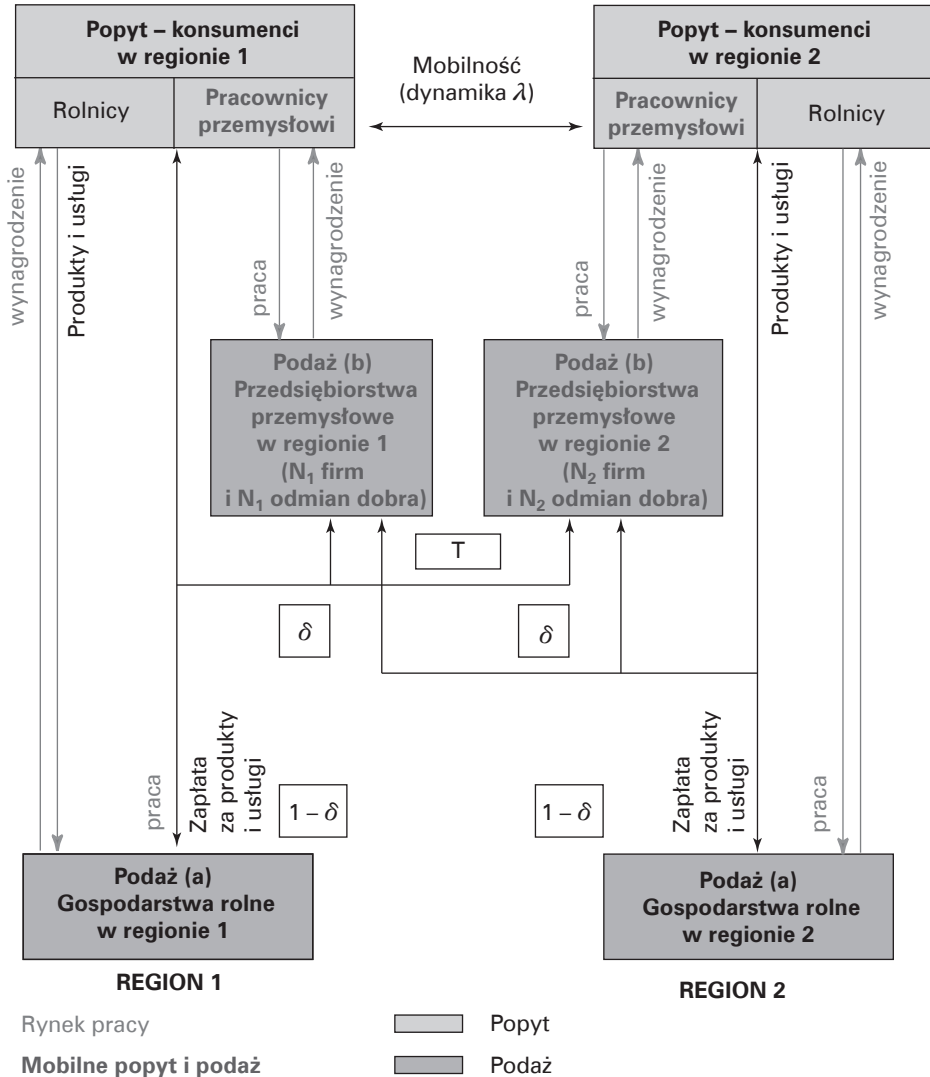 Popyt – konsumenci
w regionie 1
Rolnicy
Pracownicy
przemysłowi
Mobilność
(dynamika λ)
Popyt – konsumenci
w regionie 2
Pracownicy
przemysłowi
Rolnicy
wynagrodzenie
Produkty i usługi
praca
wynagrodzenie
praca
wynagrodzenie
Produkty i usługi
wynagrodzenie
Podaż (b)
Przedsiębiorstwa
przemysłowe
w regionie 1
(N₁ firm
i N₁ odmian dobra)
Podaż (b)
Przedsiębiorstwa
przemysłowe
w regionie 2
(N₂ firm
i N₂ odmian dobra)
T
δ
δ
praca
Zapłata
za produkty
i usługi
1 – δ
1 – δ
Zapłata
za produkty
i usługi
praca
Podaż (a)
Gospodarstwa rolne
w regionie 1
Podaż (a)
Gospodarstwa rolne
w regionie 2
REGION 1
REGION 2
Rynek pracy
Popyt
Mobilne popyt i podaż
Podaż